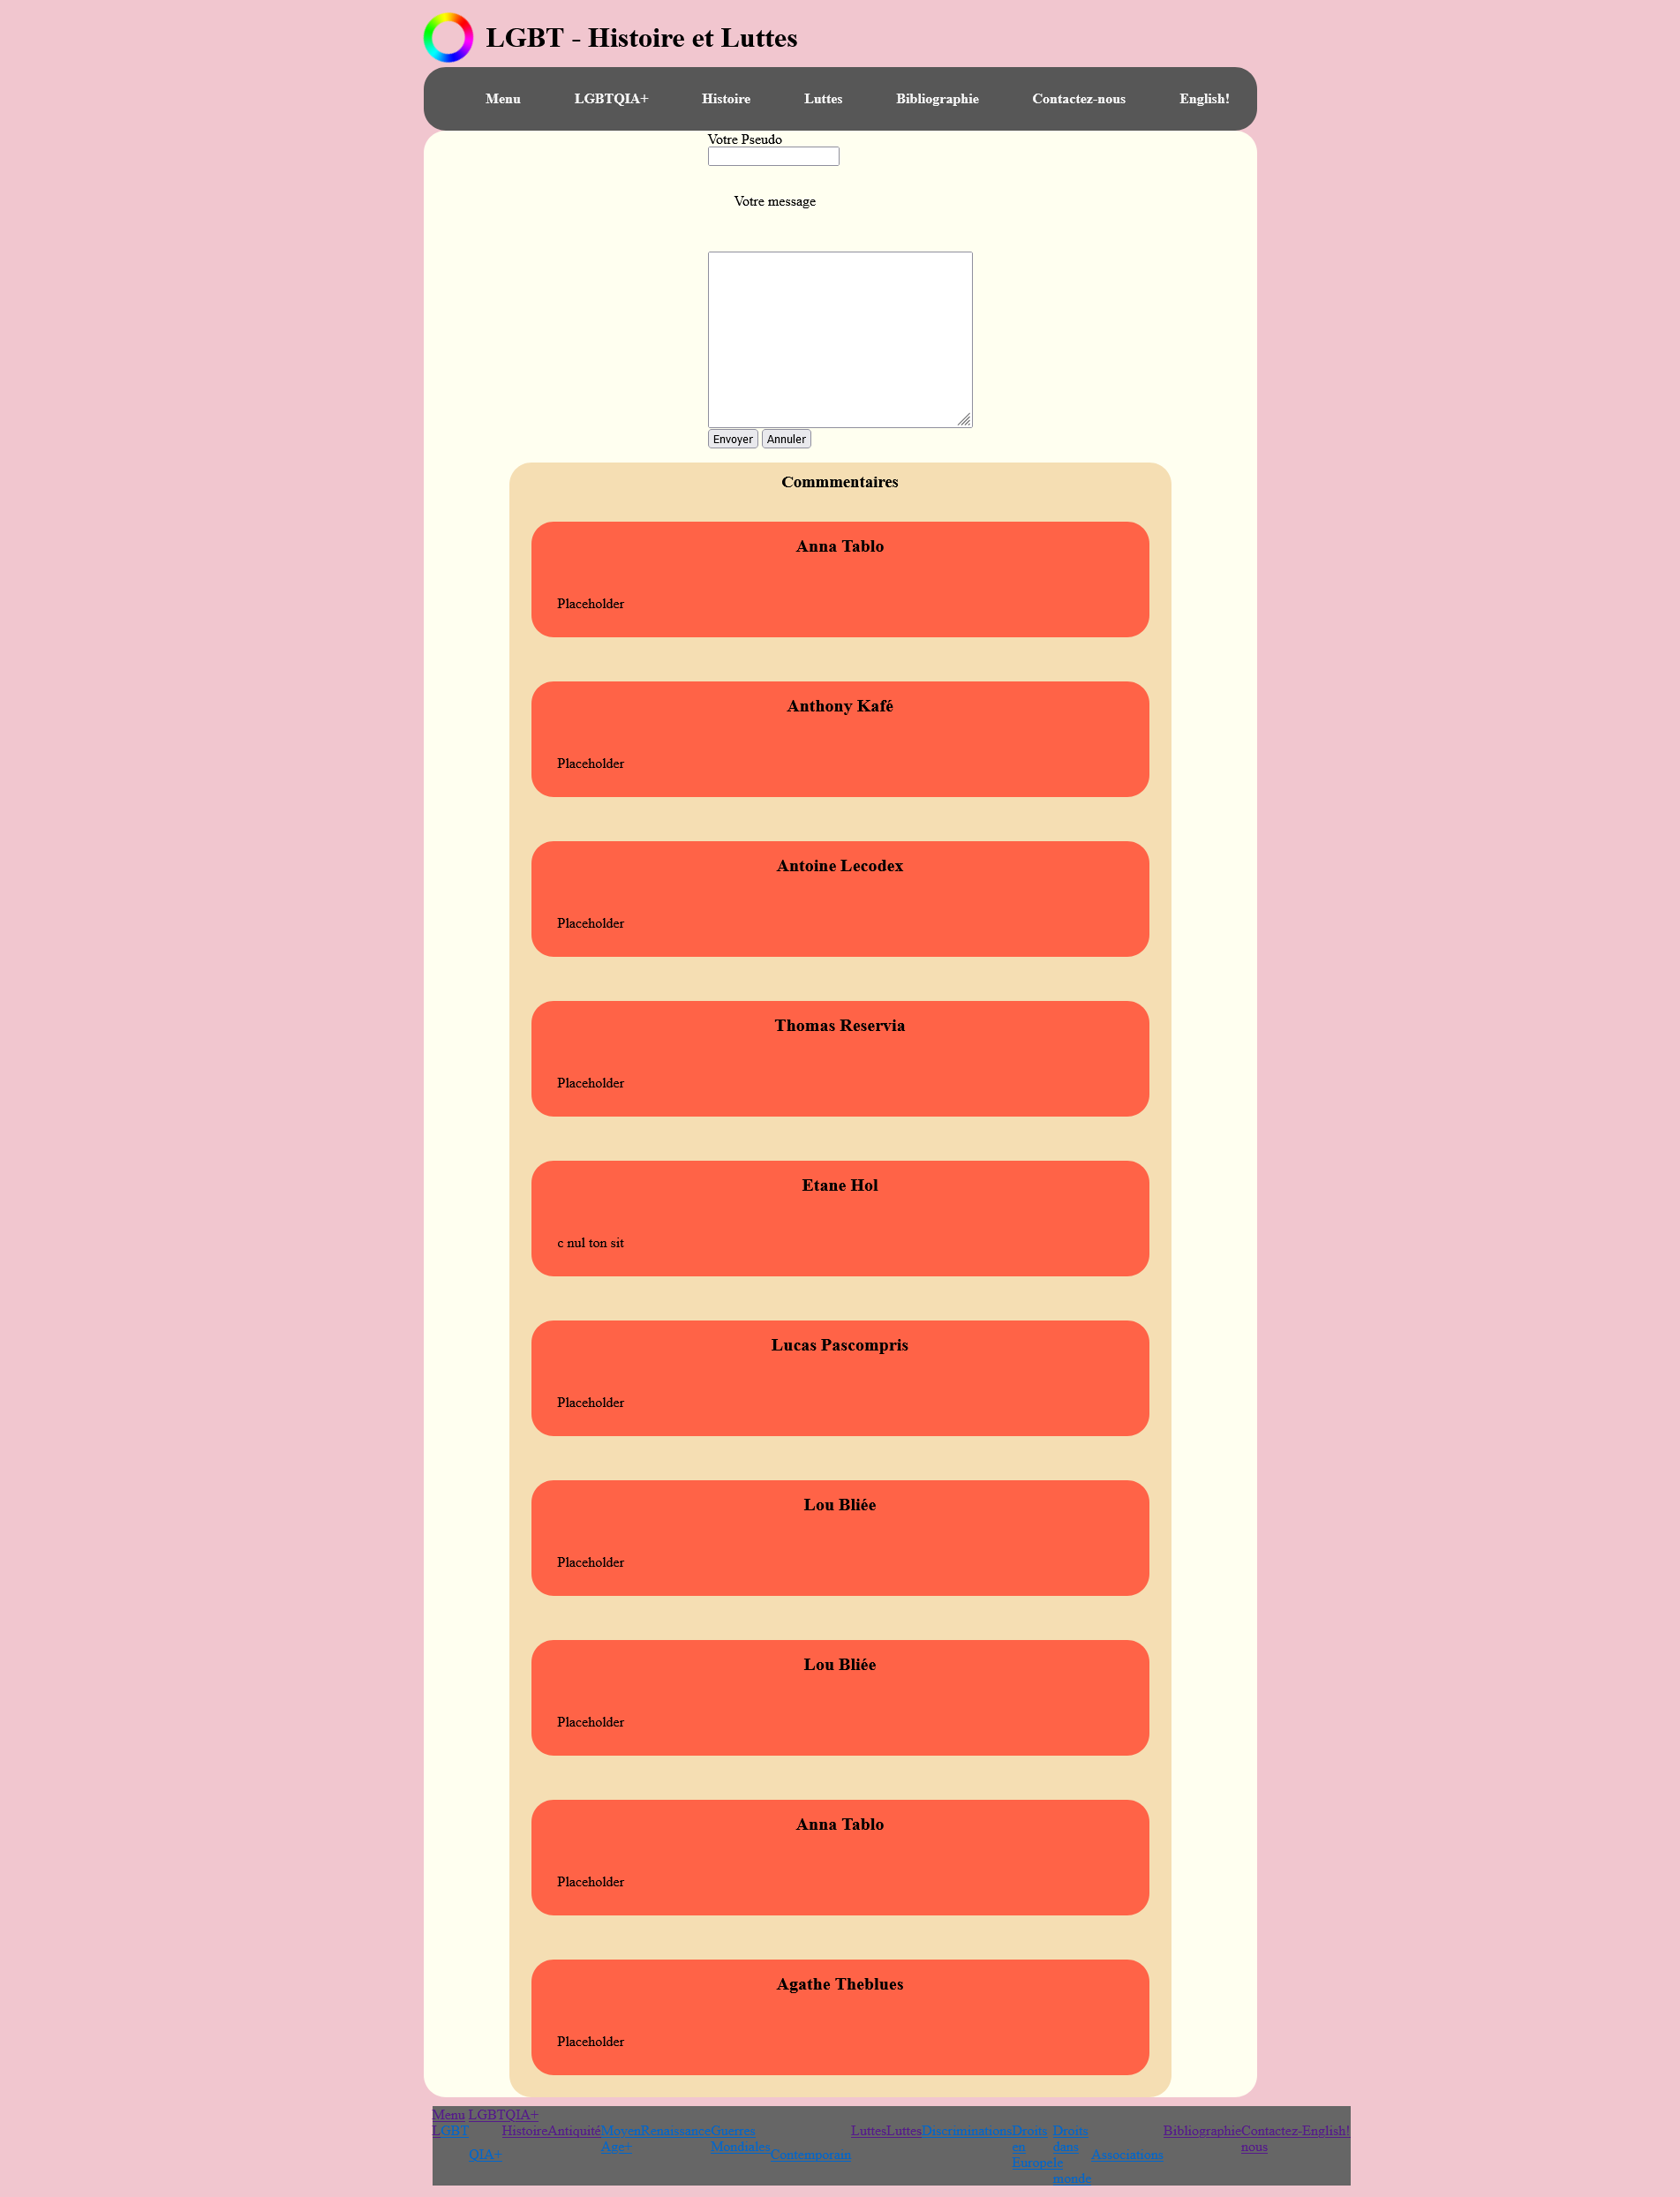 LGBT - Histoire et Luttes
Menu LGBTQIA+ Histoire Luttes Bibliographie Contactez-nous English!
Votre Pseudo
Votre message
Envoyer Annuler
Commmentaires
Anna Tablo
Placeholder
Anthony Kafé
Placeholder
Antoine Lecodex
Placeholder
Thomas Reservia
Placeholder
Etane Hol
c nul ton sit
Lucas Pascompris
Placeholder
Lou Bliée
Placeholder
Lou Bliée
Placeholder
Anna Tablo
Placeholder
Agathe Theblues
Placeholder
Menu LGBTQIA+
LGBT
QIA+
Histoire
Antiquité
Moyen
Age+
Renaissance
Guerres
Mondiales
Contemporain
Luttes
Luttes
Discriminations
Droits
en
Europe
Droits
dans
le
monde
Associations
Bibliographie
Contactez-
nous
English!